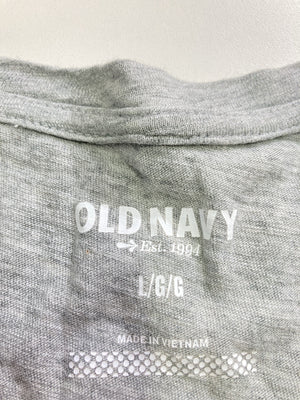 OLD NAVY
Est. 1994
L/G/G
MADE IN VIETNAM